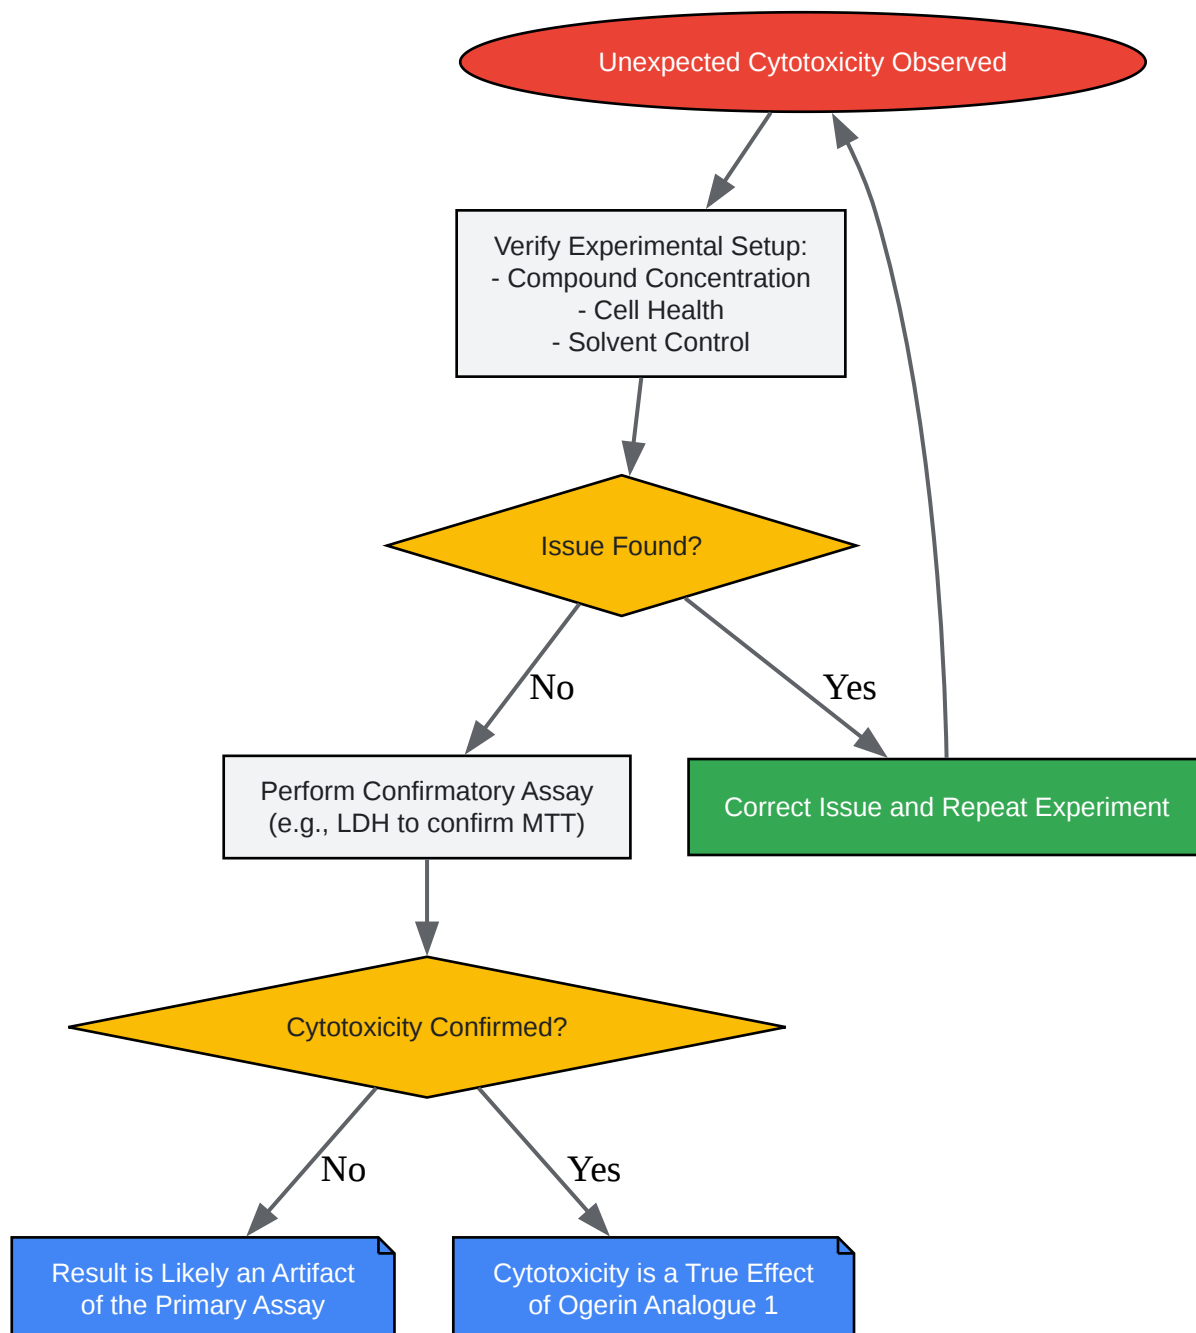 Unexpected Cytotoxicity Observed
Verify Experimental Setup:
- Compound Concentration
- Cell Health
- Solvent Control
Issue Found?
No
Yes
Perform Confirmatory Assay
(e.g., LDH to confirm MTT)
Correct Issue and Repeat Experiment
Cytotoxicity Confirmed?
No
Yes
Result is Likely an Artifact
of the Primary Assay
Cytotoxicity is a True Effect
of Ogerin Analogue 1